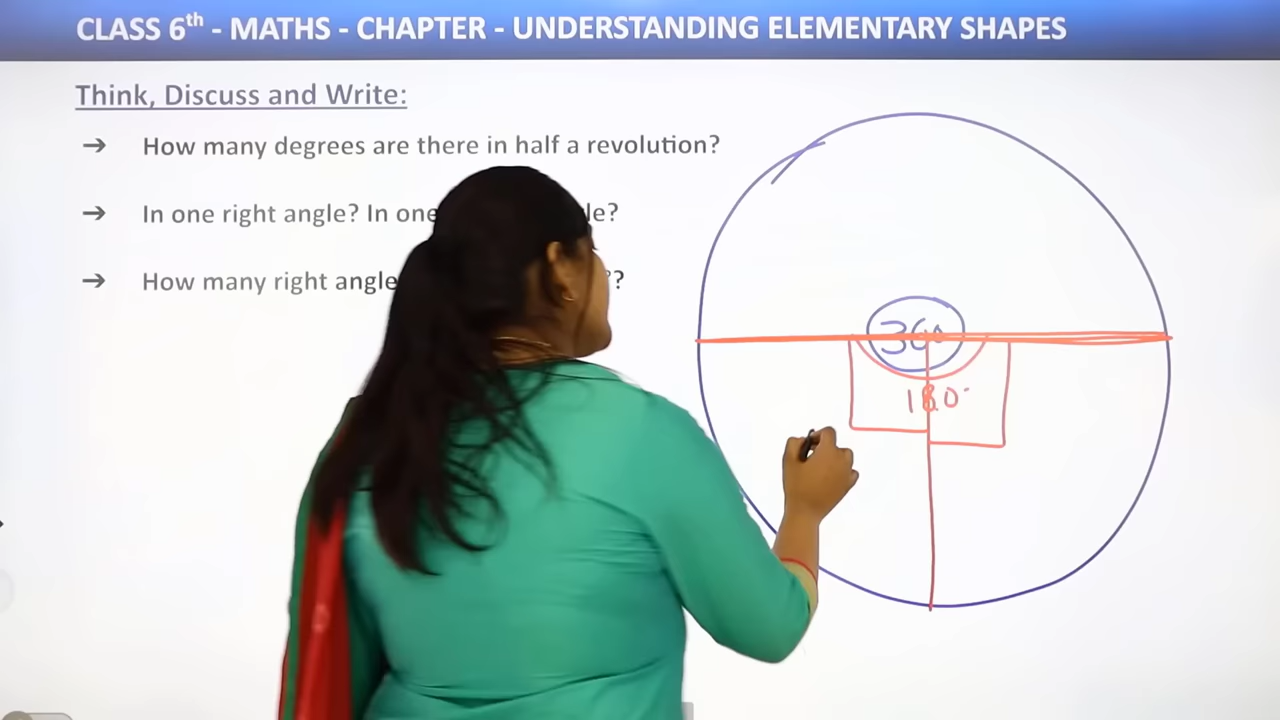 CLASS 6th - MATHS - CHAPTER - UNDERSTANDING ELEMENTARY SHAPES
Think, Discuss and Write:
➔ How many degrees are there in half a revolution?
➔ In one right angle? In one le?
➔ How many right angle ?
360
180°